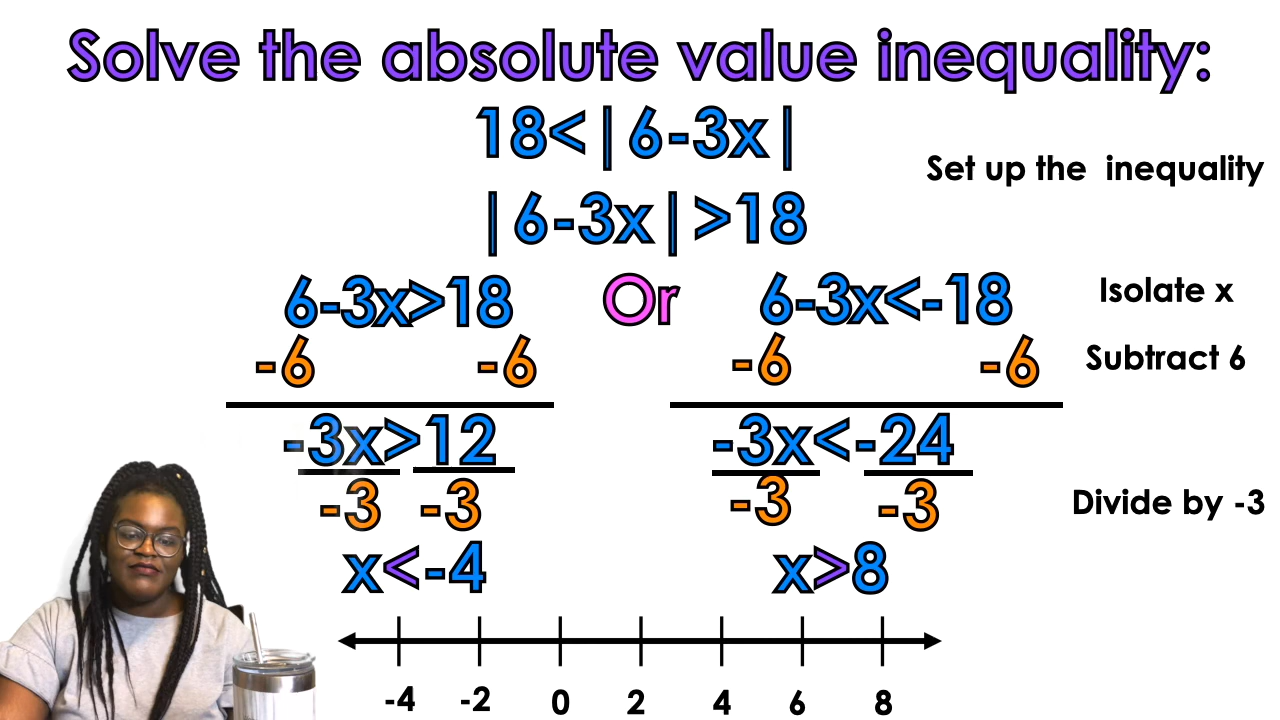 Solve the absolute value inequality:
18<|6-3x|
Set up the inequality
|6-3x|>18
6-3x>18 Or 6-3x<-18
Isolate x
-6 -6 -6 -6
Subtract 6
-3x>12 -3x<-24
-3 -3 -3 -3
Divide by -3
x<-4 x>8
-4 -2 0 2 4 6 8